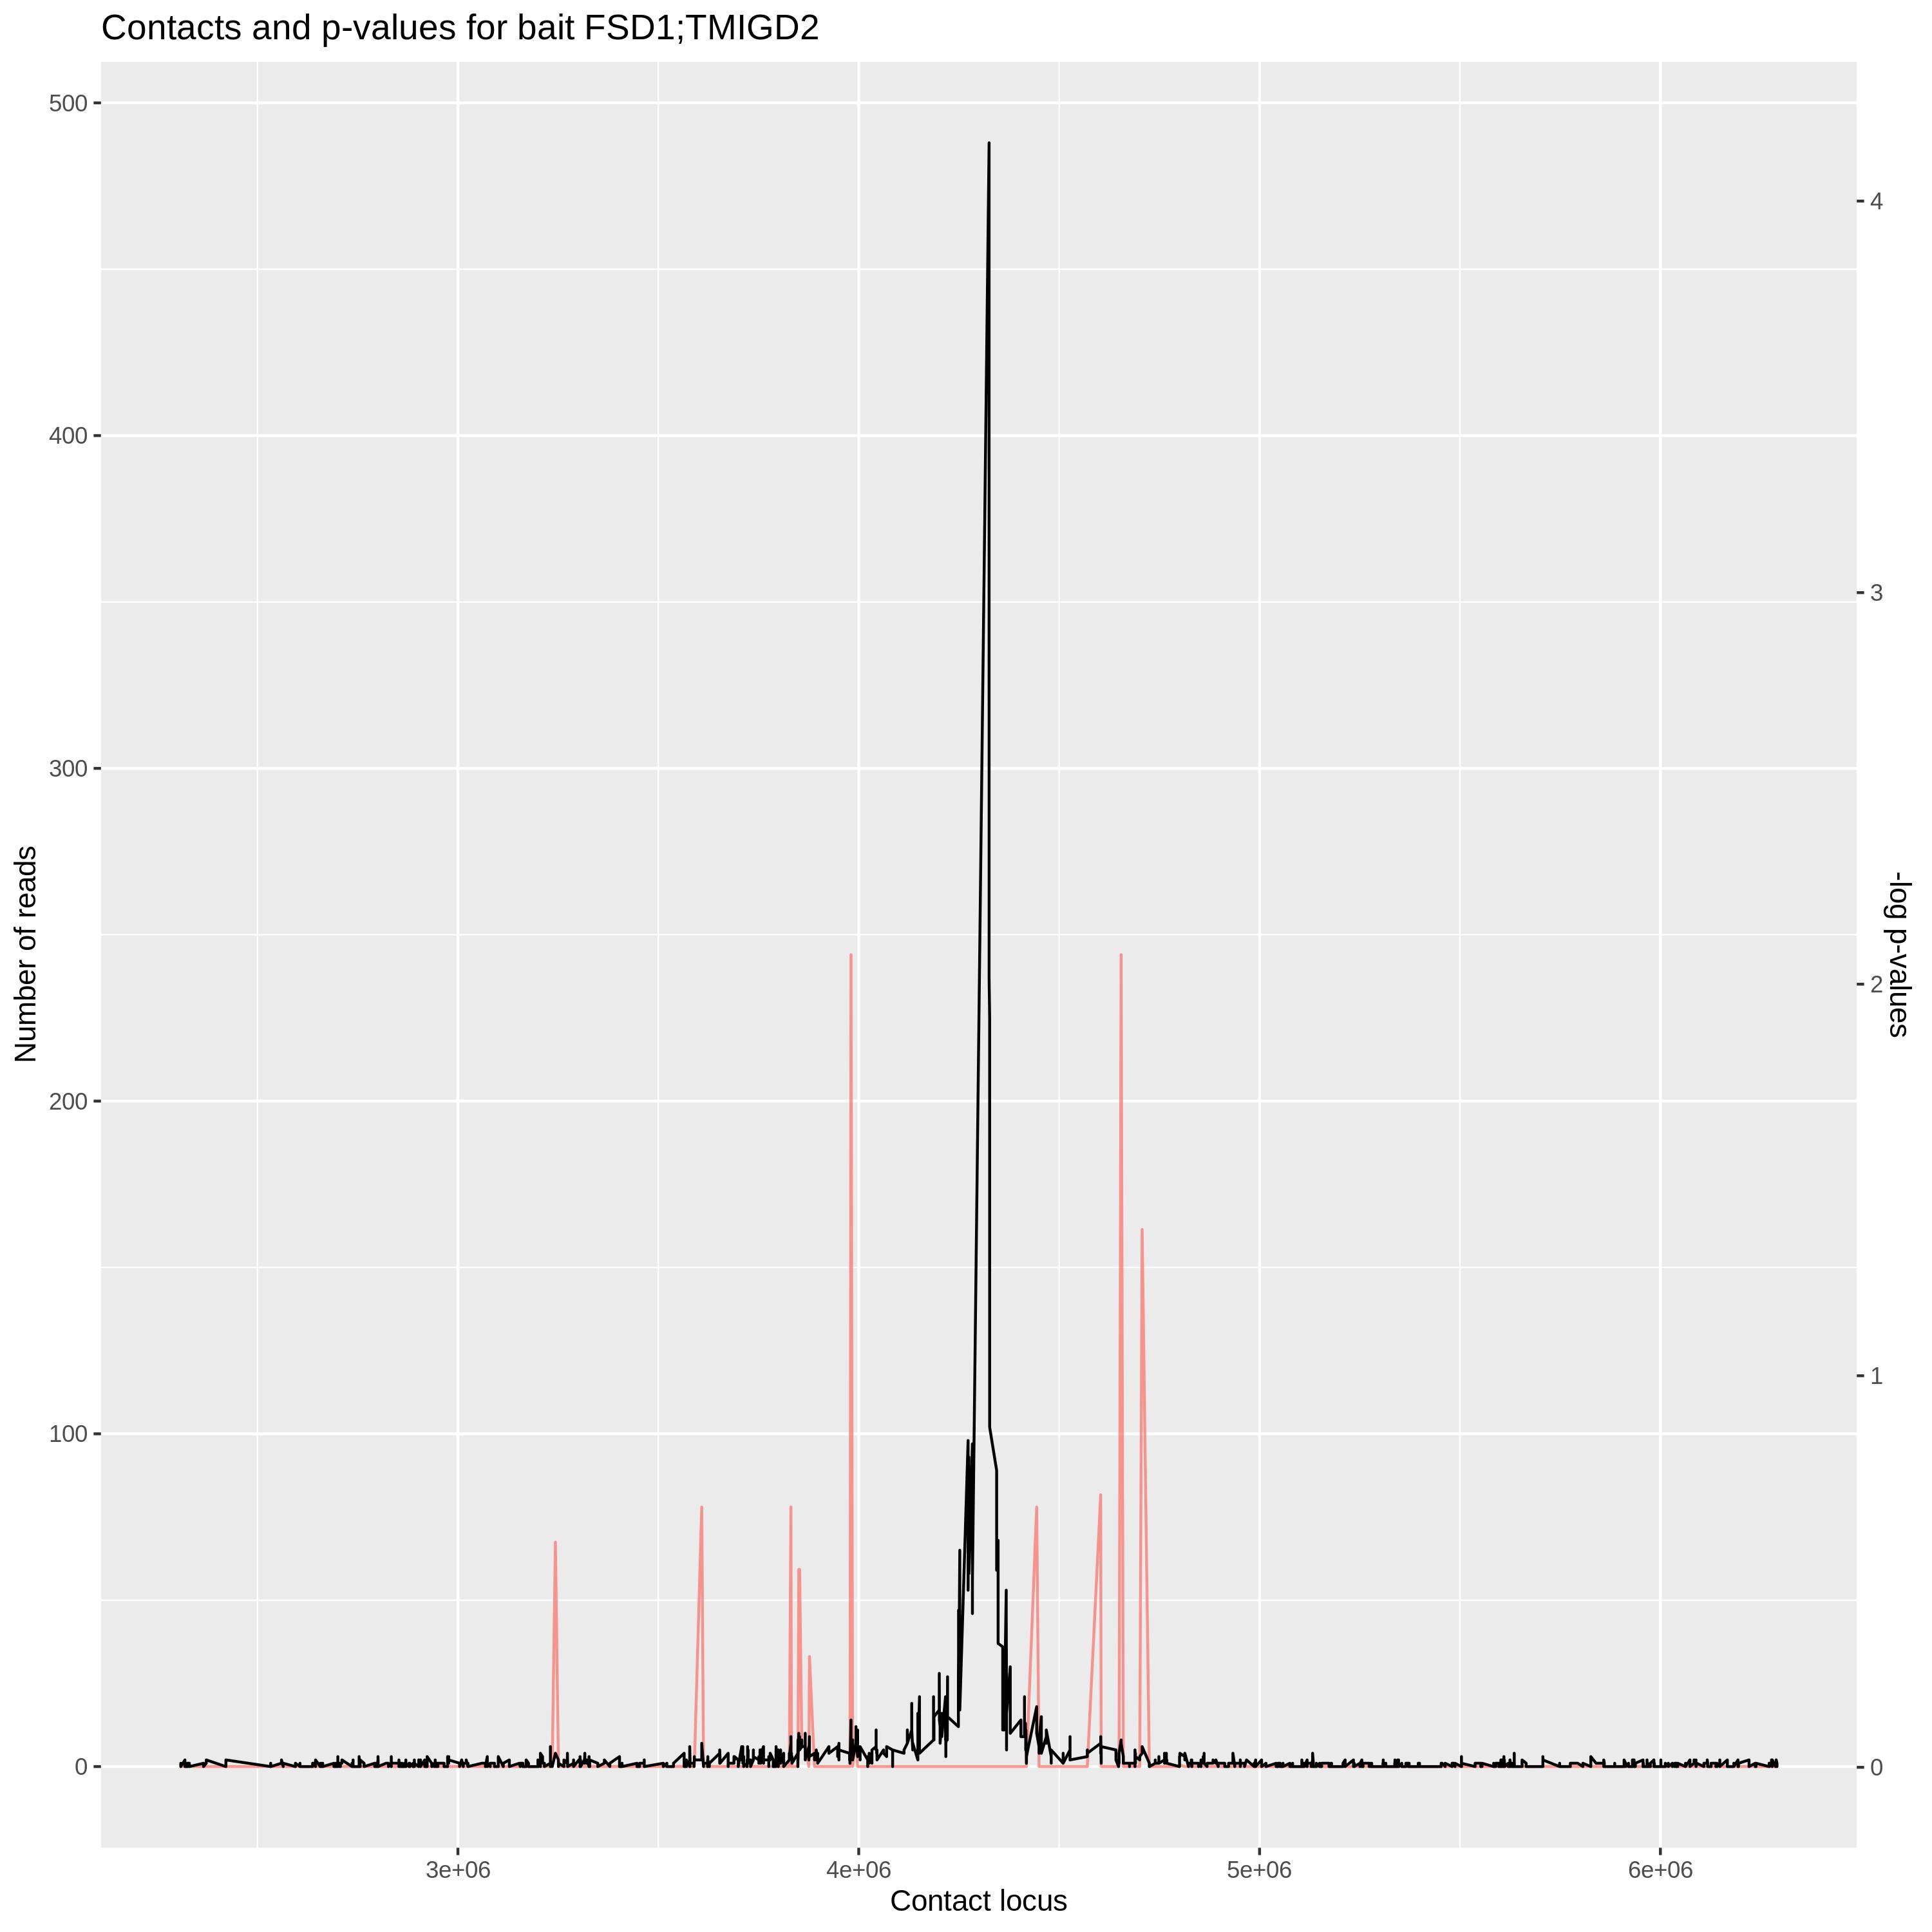 Contacts and p-values for bait FSD1;TMIGD2
500
400
300
200
100
0
Number of reads
4
3
2
1
0
-log p-values
3e+06
4e+06
5e+06
6e+06
Contact locus